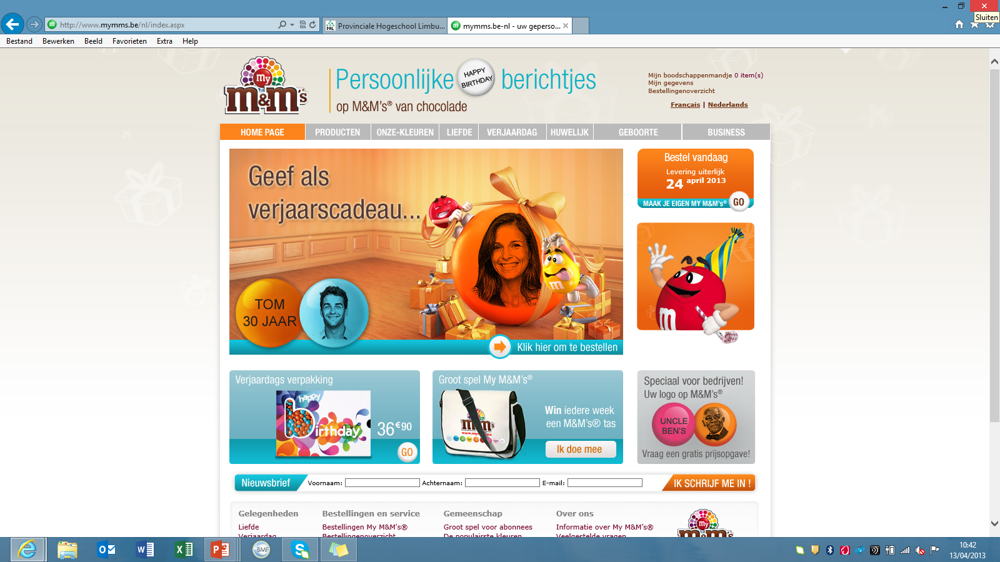 Sluiten
http://www.mymms.be/nl/index.aspx
Provinciale Hogeschool Limbu...
mymms.be-nl - uw geperso...
Bestand Bewerken Beeld Favorieten Extra Help
My
m&m's
Persoonlijke HAPPY BIRTHDAY berichtjes
op M&M's® van chocolade
Mijn boodschappenmandje 0 item(s)
Mijn gegevens
Bestellingenoverzicht
Français | Nederlands
HOME PAGE PRODUCTEN ONZE-KLEUREN LIEFDE VERJAARDAG HUWELIJK GEBOORTE BUSINESS
Geef als
verjaarscadeau...
TOM
30 JAAR
Klik hier om te bestellen
Bestel vandaag
Levering uiterlijk
24 april 2013
MAAK JE EIGEN MY M&M's® GO
m
m
Verjaardags verpakking
happy
birthday
36€90
GO
Groot spel My M&M's®
m&m's
Win iedere week
een M&M's® tas
Ik doe mee
Speciaal voor bedrijven!
Uw logo op M&M's®
UNCLE
BEN'S
Vraag een gratis prijsopgave!
Nieuwsbrief Voornaam: Achternaam: E-mail: IK SCHRIJF ME IN !
Gelegenheden Bestellingen en service Gemeenschap Over ons
Liefde Bestellingen My M&M's® Groot spel voor abonnees Informatie over My M&M's®
Verjaardag Bestellingenoverzicht De populairste kleuren Veelgestelde vragen
My
m&m's
BMF
10:42
13/04/2013